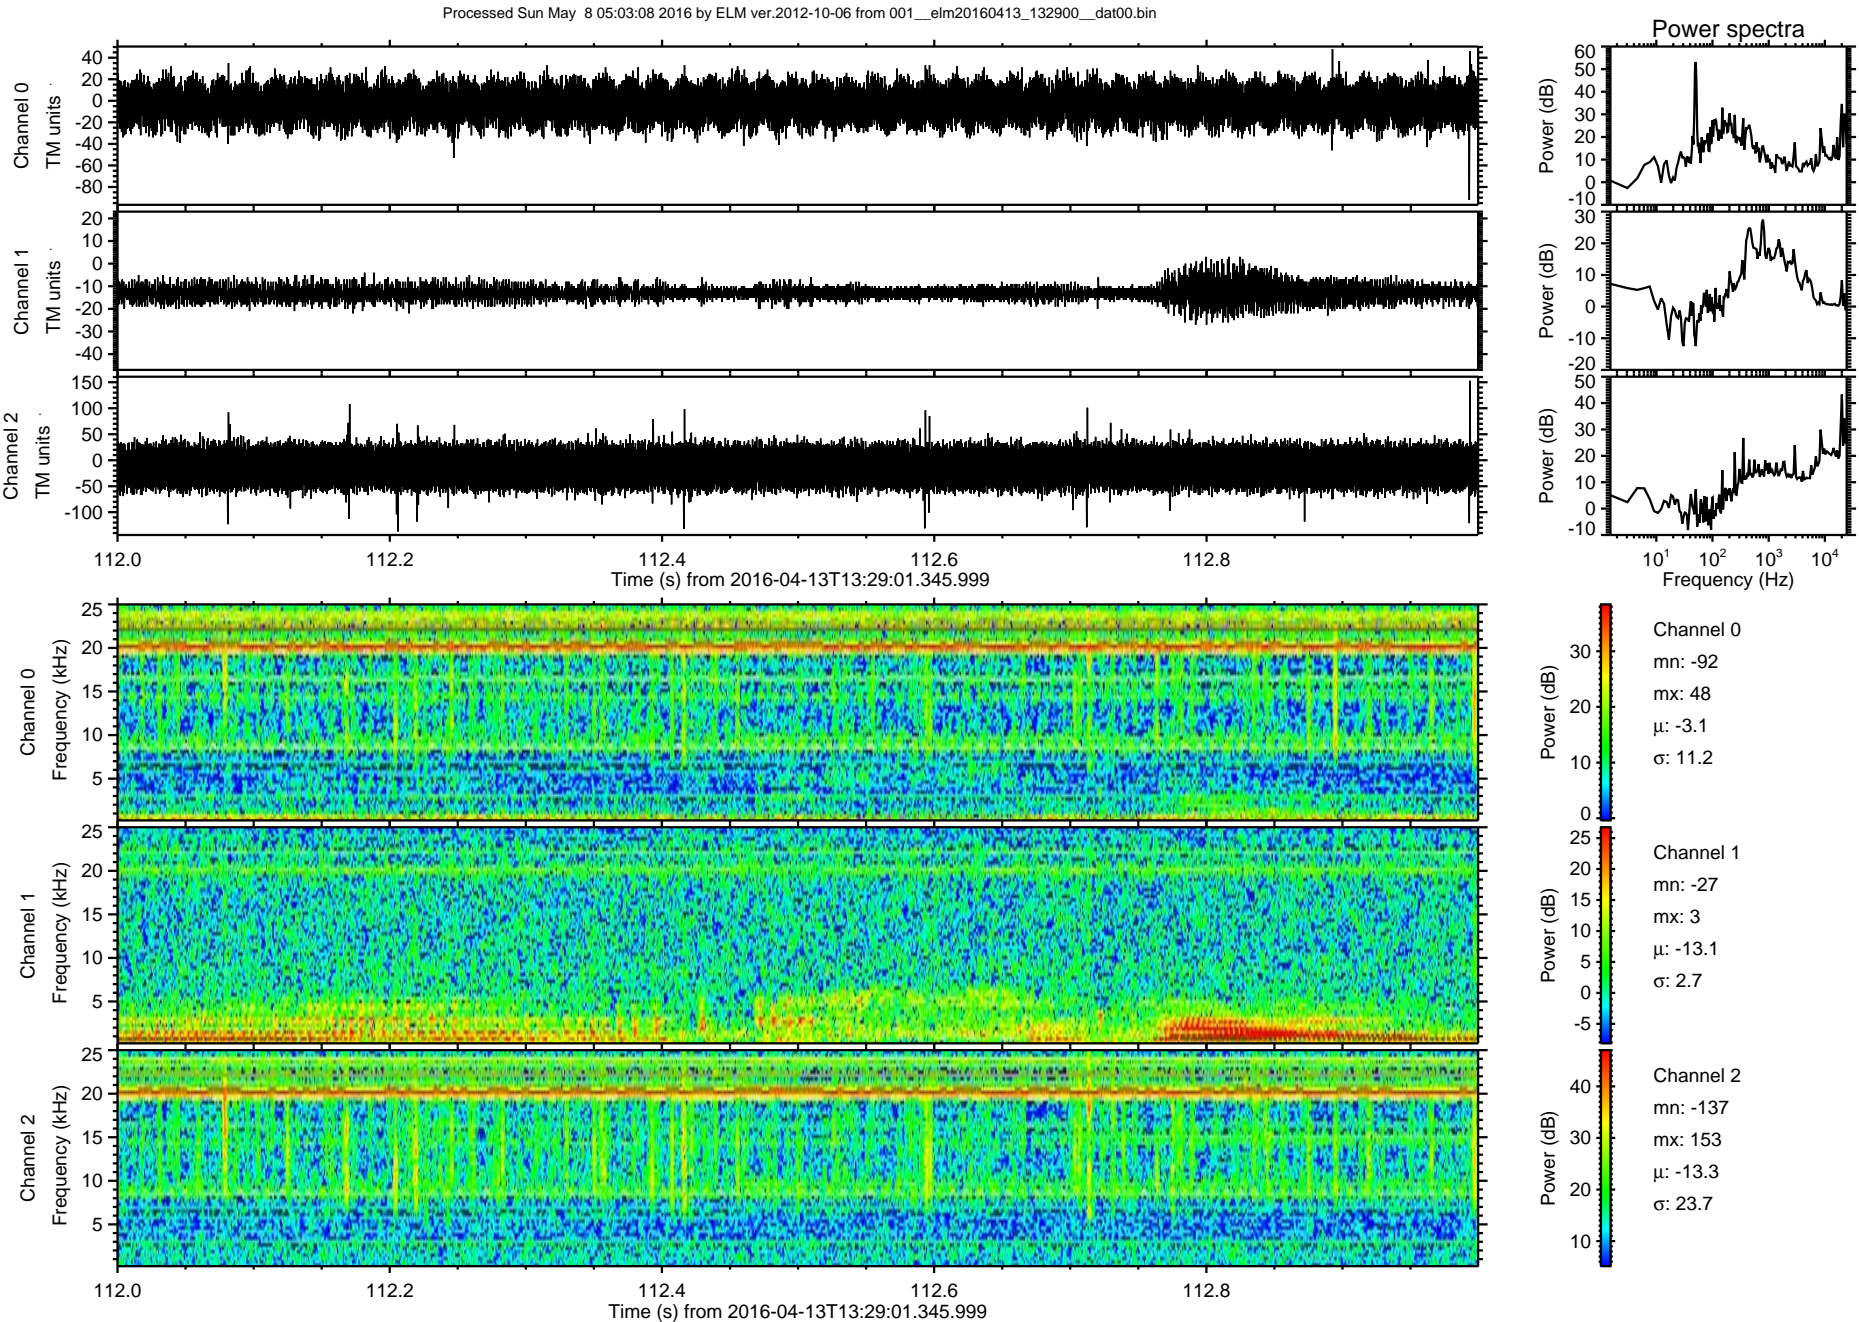 Processed Sun May  8 05:03:08 2016 by ELM ver.2012-10-06 from 001__elm20160413_132900__dat00.bin
Power spectra
Channel 0
TM units
40
20
0
-20
-40
-60
-80
Power (dB)
60
50
40
30
20
10
0
-10
Channel 1
TM units
20
10
0
-10
-20
-30
-40
Power (dB)
30
20
10
0
-10
-20
Channel 2
TM units
150
100
50
0
-50
-100
Power (dB)
50
40
30
20
10
0
-10
112.0 112.2 112.4 112.6 112.8
Time (s) from 2016-04-13T13:29:01.345.999
10¹ 10² 10³ 10⁴
Frequency (Hz)
Channel 0
Frequency (kHz)
25
20
15
10
5
Power (dB)
30
20
10
0
Channel 0
mn: -92
mx: 48
µ: -3.1
σ: 11.2
Channel 1
Frequency (kHz)
25
20
15
10
5
Power (dB)
25
20
15
10
5
0
-5
Channel 1
mn: -27
mx: 3
µ: -13.1
σ: 2.7
Channel 2
Frequency (kHz)
25
20
15
10
5
Power (dB)
40
30
20
10
Channel 2
mn: -137
mx: 153
µ: -13.3
σ: 23.7
112.0 112.2 112.4 112.6 112.8
Time (s) from 2016-04-13T13:29:01.345.999